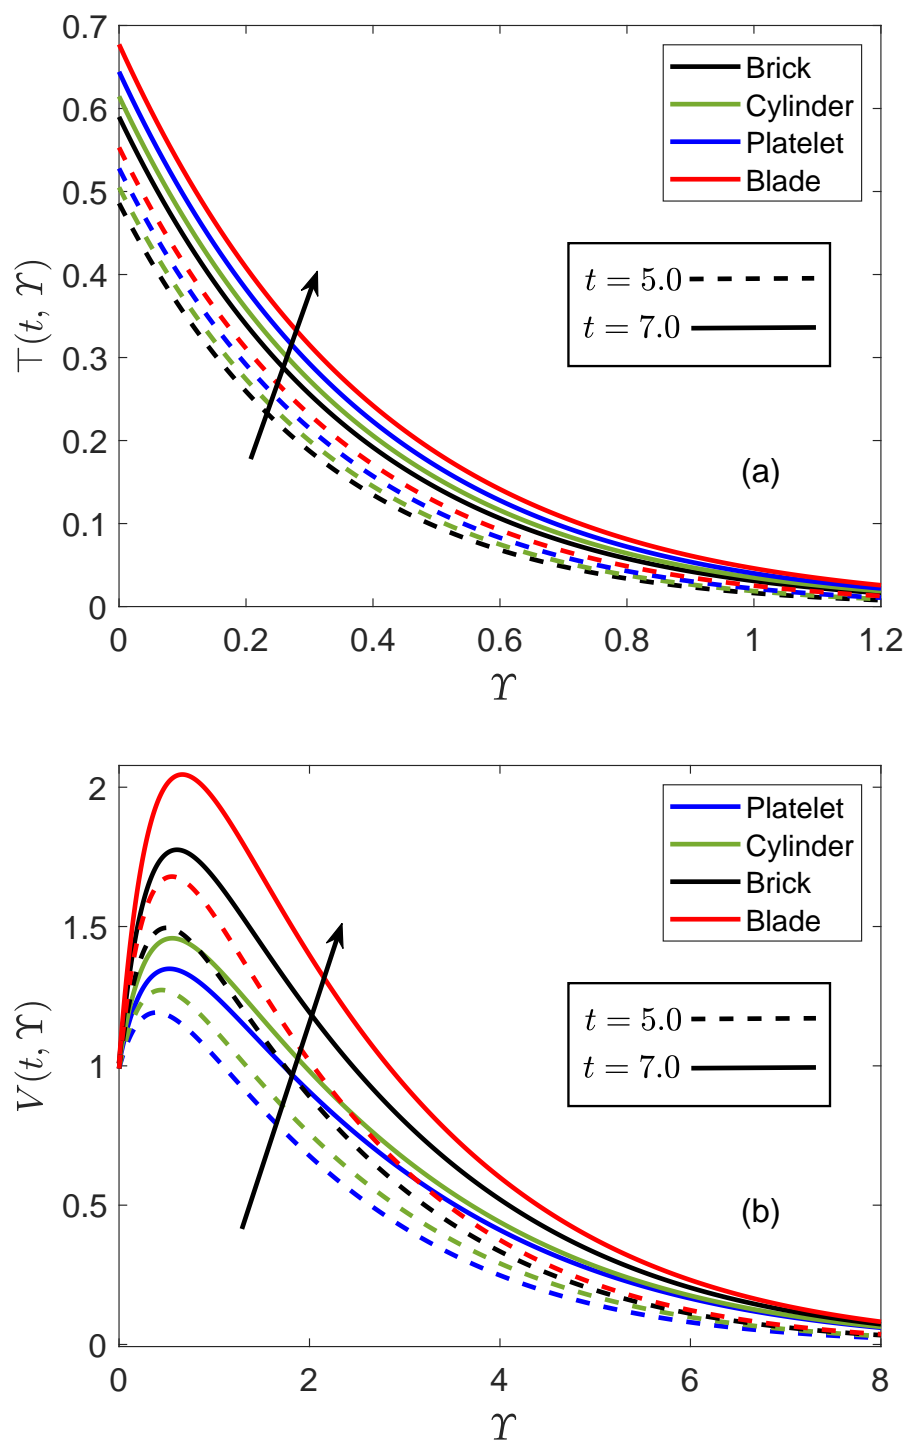 0.7
0.6
0.5
0.4
0.3
0.2
0.1
0
⊤(t, ϒ)
Brick
Cylinder
Platelet
Blade
t = 5.0
t = 7.0
(a)
0 0.2 0.4 0.6 0.8 1 1.2
ϒ
2
1.5
1
0.5
0
V(t, ϒ)
Platelet
Cylinder
Brick
Blade
t = 5.0
t = 7.0
(b)
0 2 4 6 8
ϒ